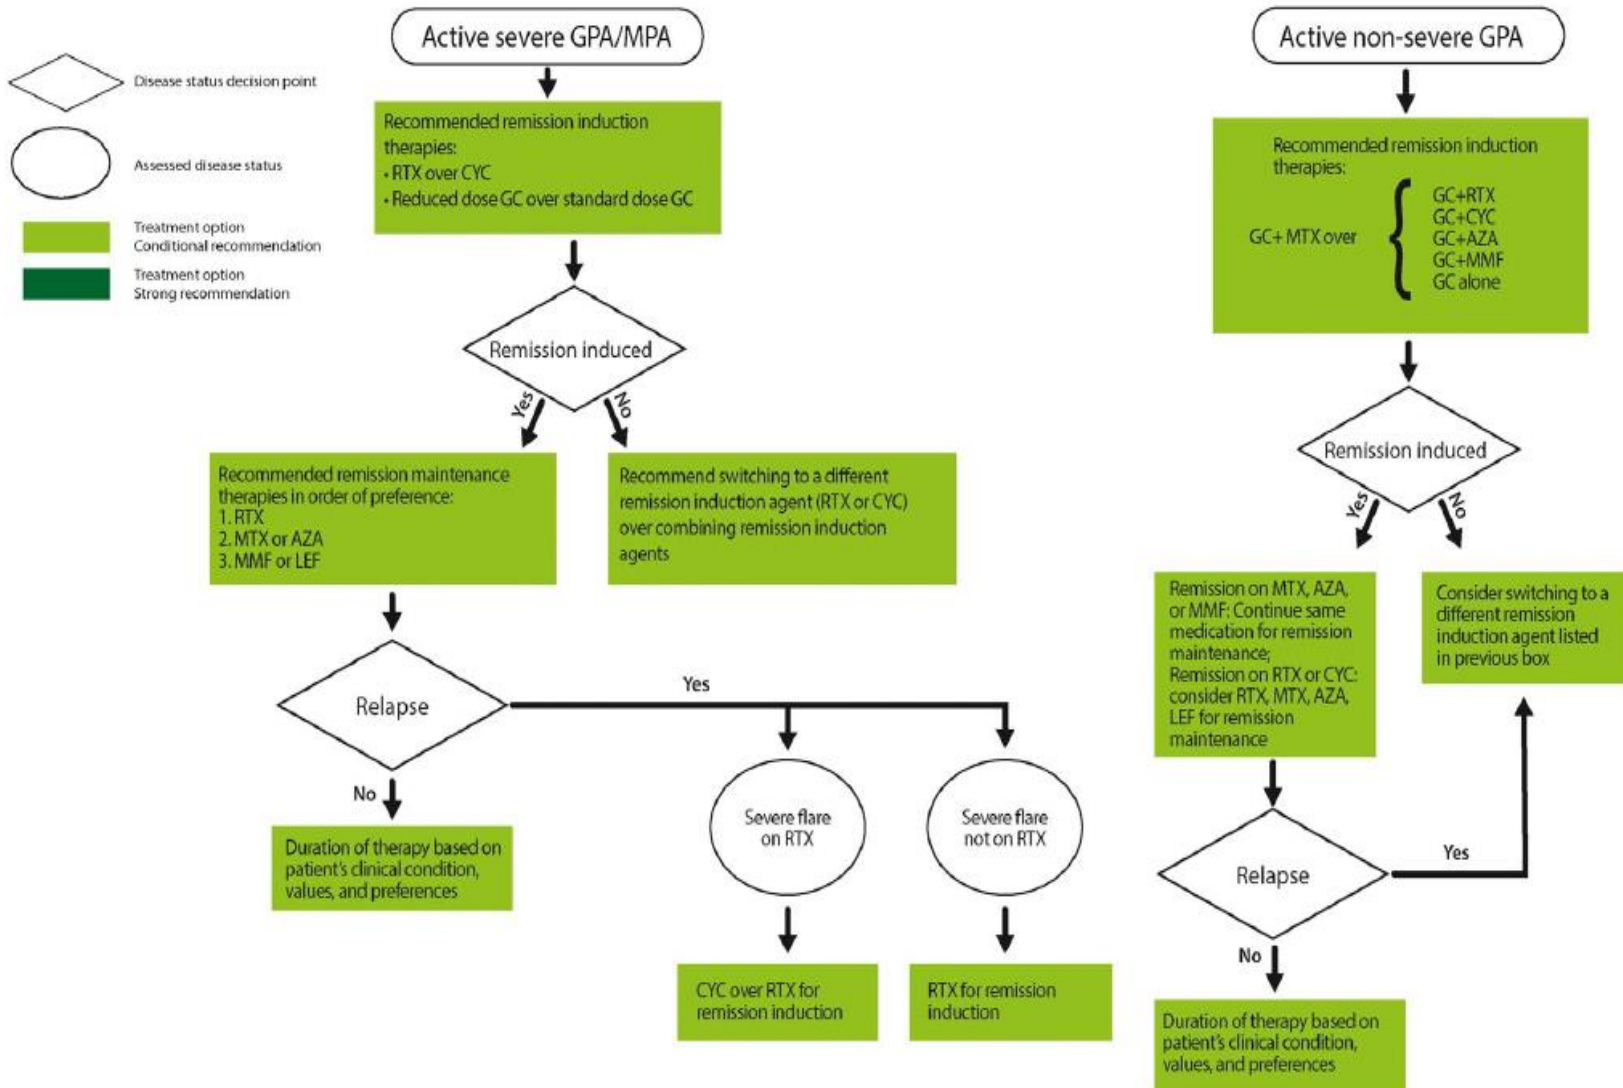 Disease status decision point
Assessed disease status
Treatment option
Conditional recommendation
Treatment option
Strong recommendation
Active severe GPA/MPA
Recommended remission induction
therapies:
• RTX over CYC
• Reduced dose GC over standard dose GC
Remission induced
Yes
No
Recommended remission maintenance
therapies in order of preference:
1. RTX
2. MTX or AZA
3. MMF or LEF
Recommend switching to a different
remission induction agent (RTX or CYC)
over combining remission induction
agents
Relapse
Yes
No
Duration of therapy based on
patient's clinical condition,
values, and preferences
Severe flare
on RTX
Severe flare
not on RTX
CYC over RTX for
remission induction
RTX for remission
induction
Active non-severe GPA
Recommended remission induction
therapies:
GC+ MTX over
GC+RTX
GC+CYC
GC+AZA
GC+MMF
GC alone
Remission induced
Yes
No
Remission on MTX, AZA,
or MMF: Continue same
medication for remission
maintenance;
Remission on RTX or CYC:
consider RTX, MTX, AZA,
LEF for remission
maintenance
Consider switching to a
different remission
induction agent listed
in previous box
Relapse
Yes
No
Duration of therapy based on
patient's clinical condition,
values, and preferences